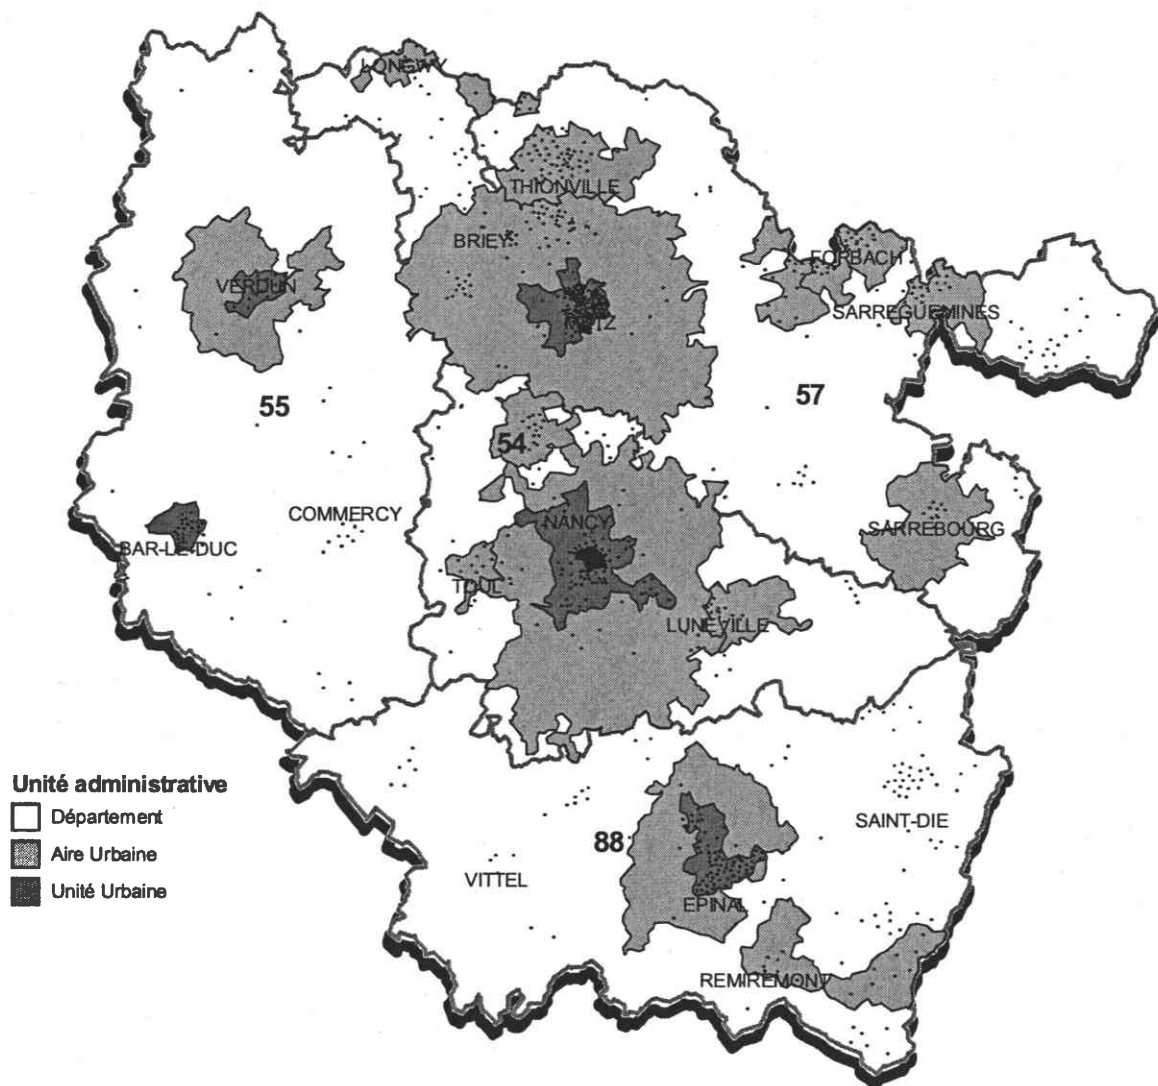 LONGWY
THIONVILLE
BRIEY
FORBACH
VERDUN
SARREGUEMINES
TZ
55
57
54
COMMERCY
NANCY
SARREBOURG
BAR-LE-DUC
TOUL
LUNEVILLE
Unité administrative
Département
Aire Urbaine
Unité Urbaine
SAINT-DIE
88
VITTEL
EPINAL
REMIREMONT